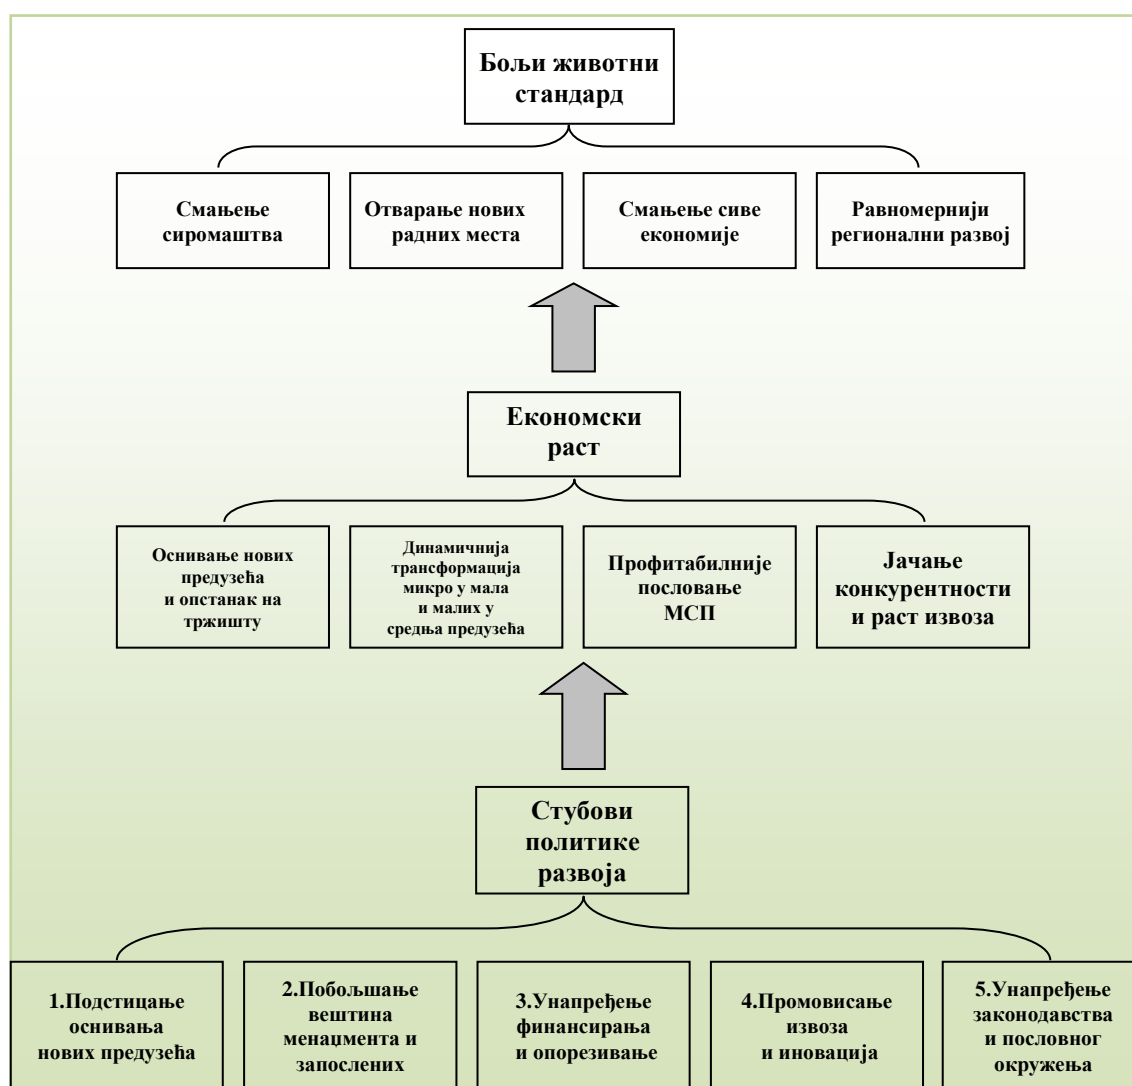 Бољи животни
стандард
Смањење
сиромаштва
Отварање нових
радних места
Смањење сиве
економије
Равномернији
регионални развој
Економски
раст
Оснивање нових
предузећа
и опстанак на
тржишту
Динамичнија
трансформација
микро у мала
и малих у
средња предузећа
Профитабилније
пословање
МСП
Јачање
конкурентности
и раст извоза
Стубови
политике
развоја
1.Подстицање
оснивања
нових предузећа
2.Побољшање
вештина
менаџмента и
запослених
3.Унапређење
финансирања
и опорезивање
4.Промовисање
извоза
и иновација
5.Унапређење
законодавства
и пословног
окружења